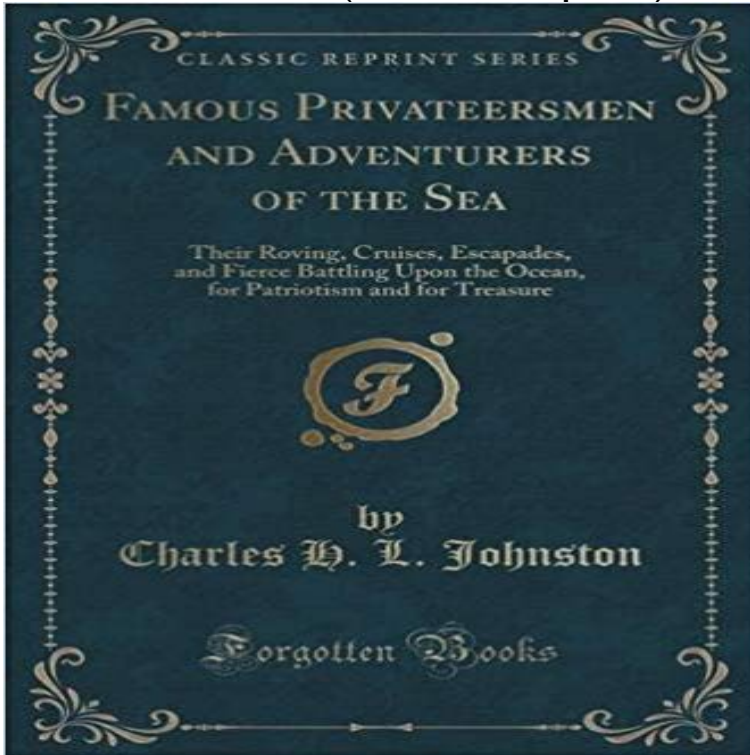 CLASSIC REPRINT SERIES
FAMOUS PRIVATEERSMEN
AND ADVENTURERS
OF THE SEA
Their Roving, Cruises, Escapades,
and Fierce Battling Upon the Ocean,
for Patriotism and for Treasure
F
by
Charles H. L. Johnston
Forgotten Books